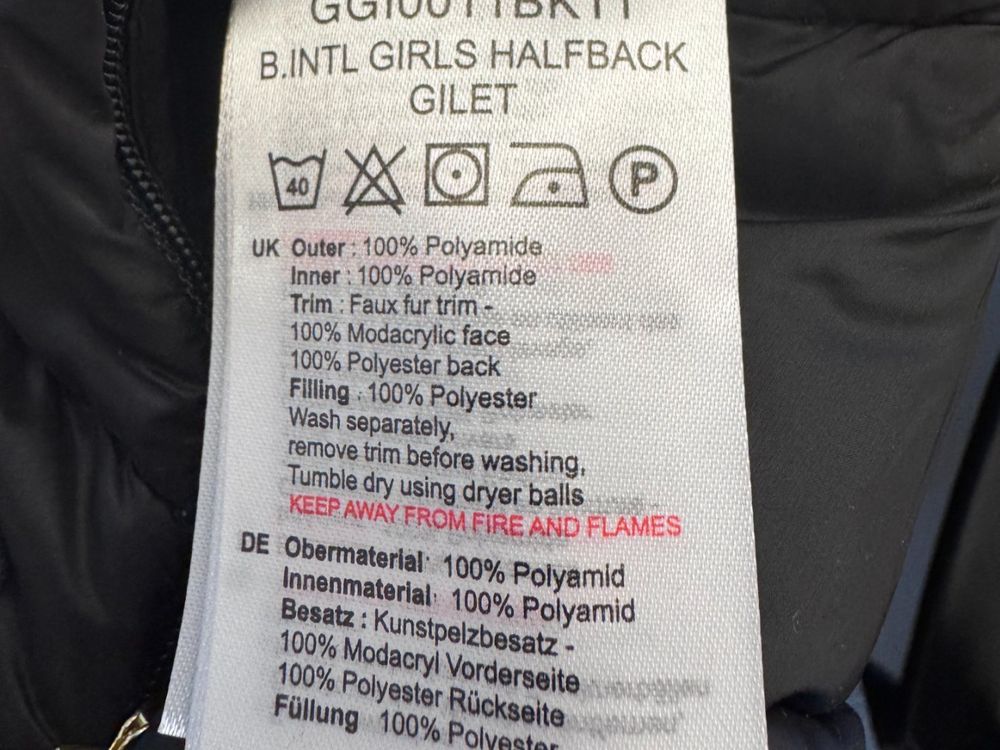 GGI0011BK11
B.INTL GIRLS HALFBACK
GILET
40
P
UK Outer : 100% Polyamide
Inner : 100% Polyamide
Trim : Faux fur trim -
100% Modacrylic face
100% Polyester back
Filling : 100% Polyester
Wash separately,
remove trim before washing,
Tumble dry using dryer balls
KEEP AWAY FROM FIRE AND FLAMES
DE Obermaterial: 100% Polyamid
Innenmaterial: 100% Polyamid
Besatz : Kunstpelzbesatz -
100% Modacryl Vorderseite
100% Polyester Rückseite
Füllung 100% Polyester